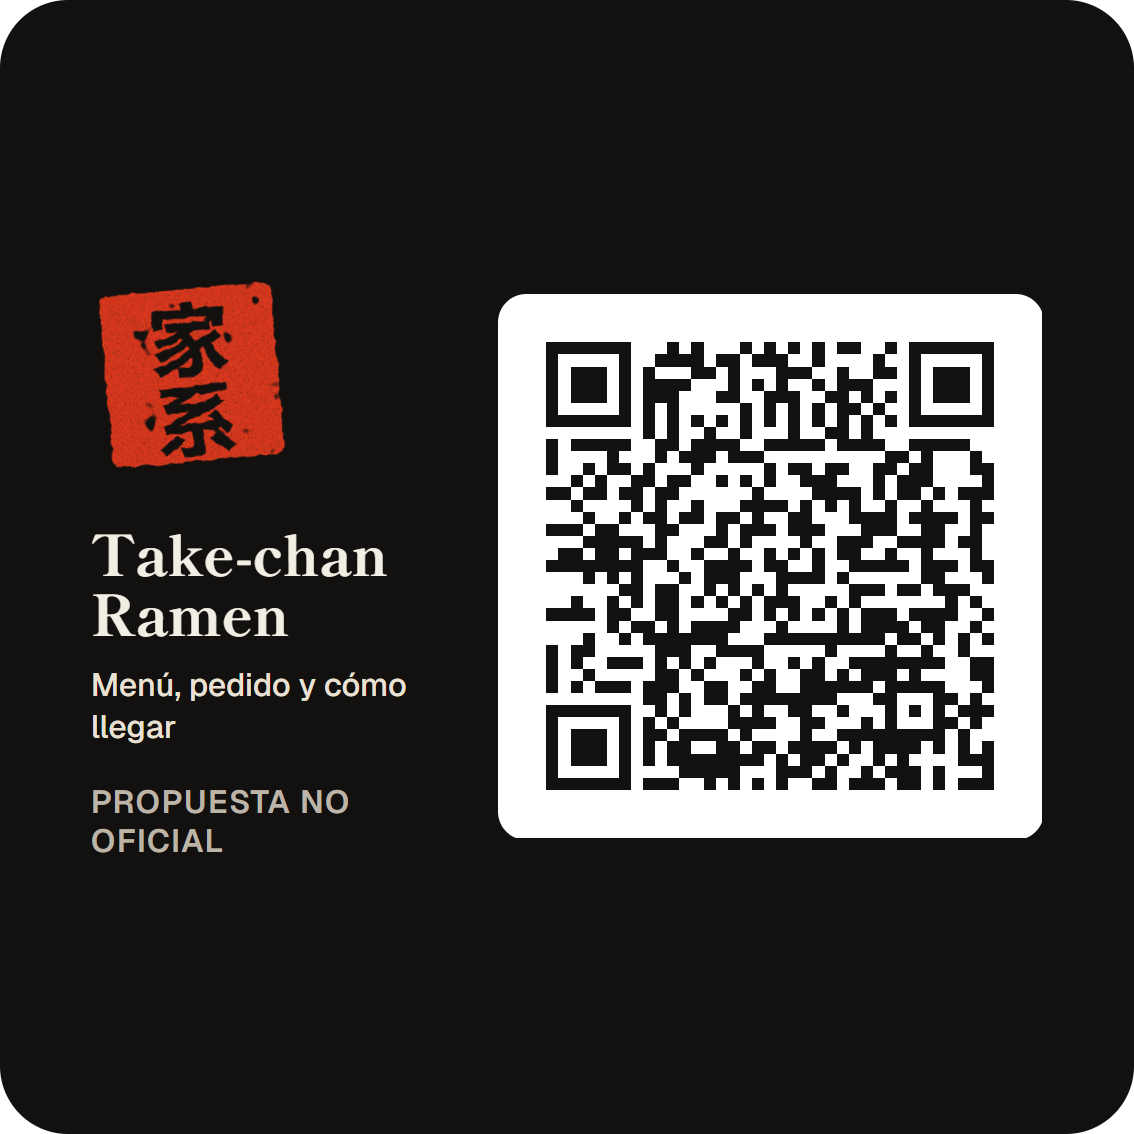 家
系
Take-chan
Ramen
Menú, pedido y cómo
llegar
PROPUESTA NO
OFICIAL